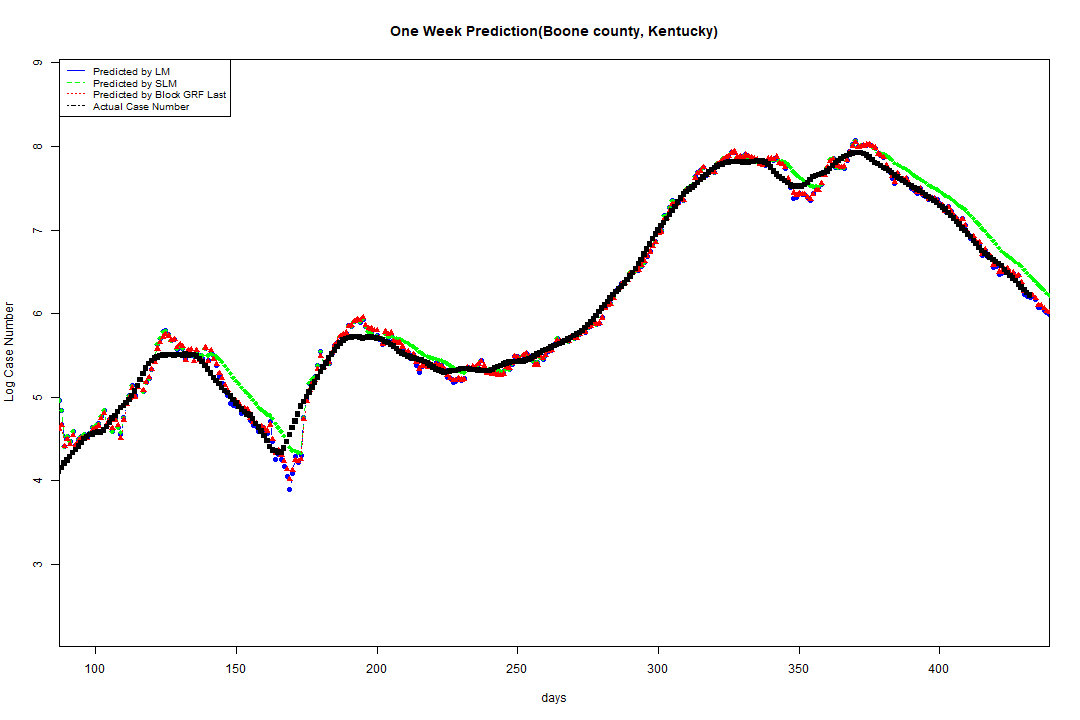 One Week Prediction(Boone county, Kentucky)
Predicted by LM
Predicted by SLM
Predicted by Block GRF Last
Actual Case Number
Log Case Number
9
8
7
6
5
4
3
100 150 200 250 300 350 400
days